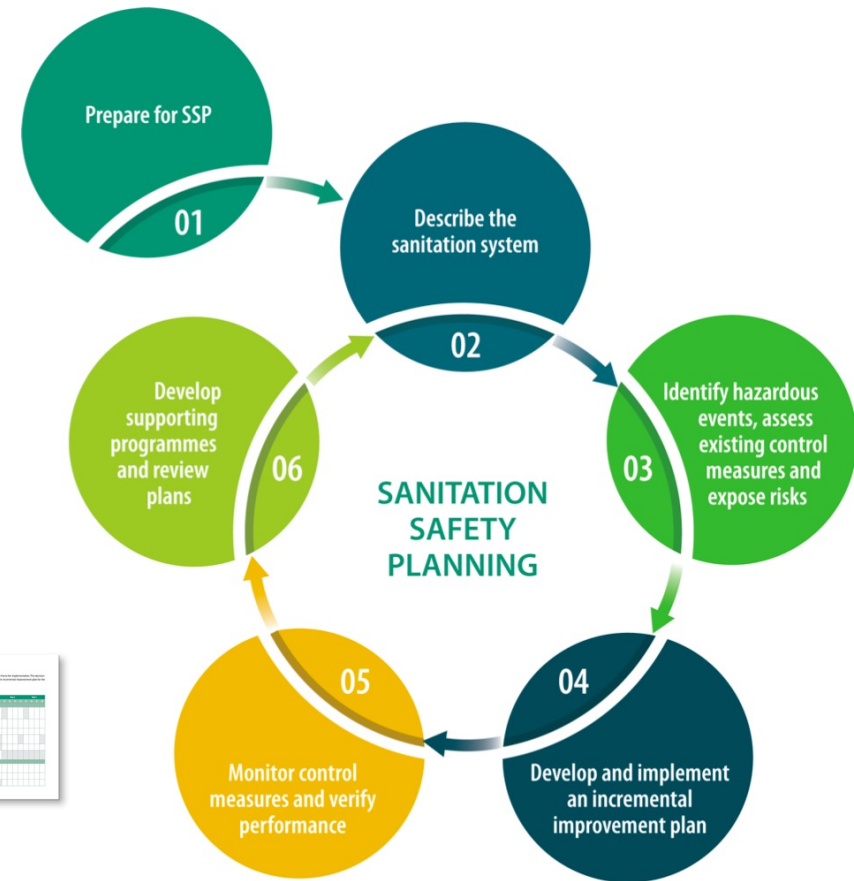 Prepare for SSP
01
Describe the
sanitation system
02
Identify hazardous
events, assess
existing control
measures and
expose risks
03
Develop and implement
an incremental
improvement plan
04
Monitor control
measures and verify
performance
05
Develop
supporting
programmes
and review
plans
06
SANITATION
SAFETY
PLANNING